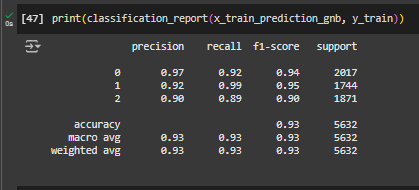 [47] print(classification_report(x_train_prediction_gnb, y_train))
0s
precision recall f1-score support
0 0.97 0.92 0.94 2017
1 0.92 0.99 0.95 1744
2 0.90 0.89 0.90 1871
accuracy 0.93 5632
macro avg 0.93 0.93 0.93 5632
weighted avg 0.93 0.93 0.93 5632